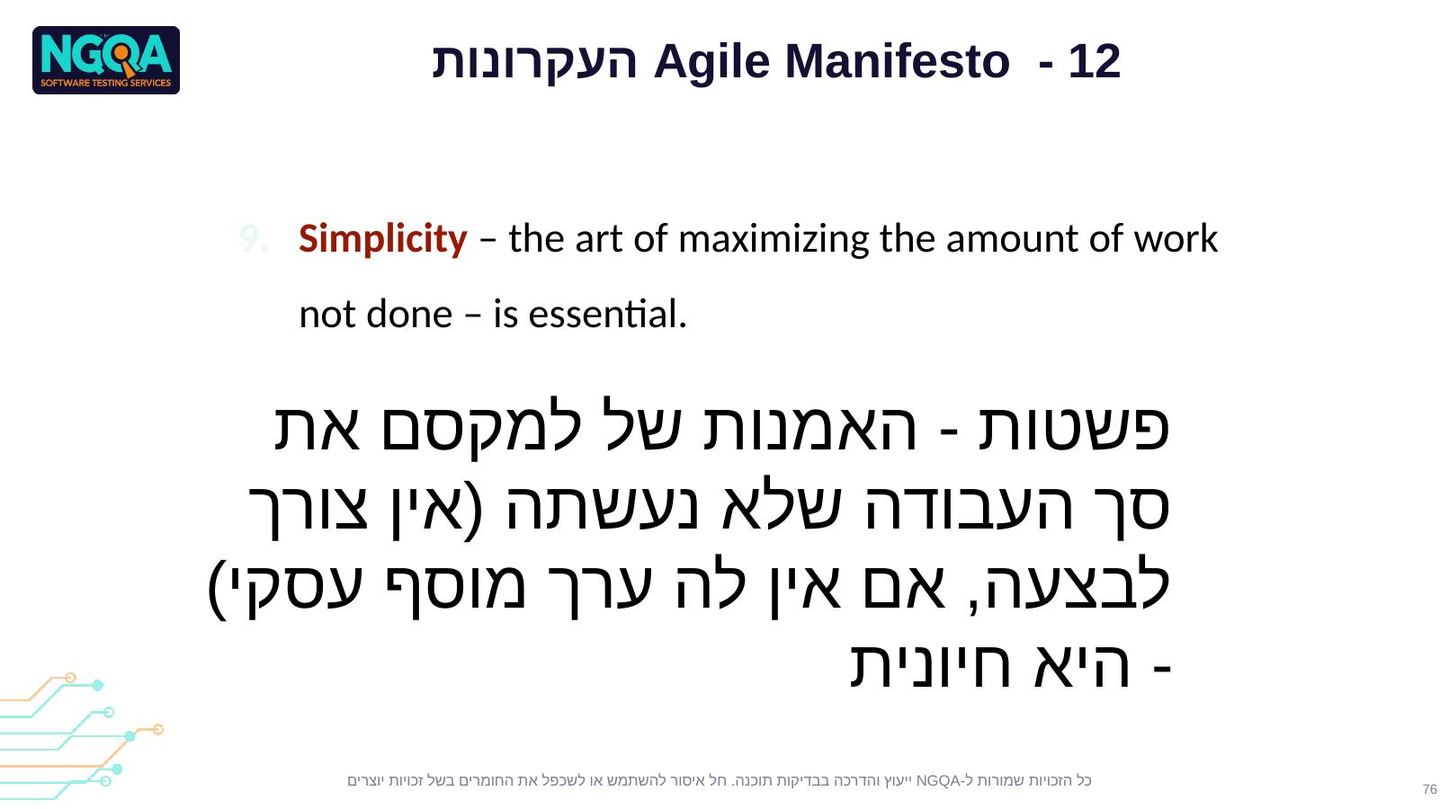 NGQA
SOFTWARE TESTING SERVICES
העקרונות Agile Manifesto - 12
9. Simplicity – the art of maximizing the amount of work
not done – is essential.
פשטות - האמנות של למקסם את
סך העבודה שלא נעשתה (אין צורך
לבצעה, אם אין לה ערך מוסף עסקי)
- היא חיונית
כל הזכויות שמורות ל-NGQA ייעוץ והדרכה בבדיקות תוכנה. חל איסור להשתמש או לשכפל את החומרים בשל זכויות יוצרים
76